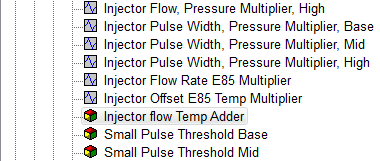 Injector Flow, Pressure Multiplier, High
Injector Pulse Width, Pressure Multiplier, Base
Injector Pulse Width, Pressure Multiplier, Mid
Injector Pulse Width, Pressure Multiplier, High
Injector Flow Rate E85 Multiplier
Injector Offset E85 Temp Multiplier
Injector flow Temp Adder
Small Pulse Threshold Base
Small Pulse Threshold Mid